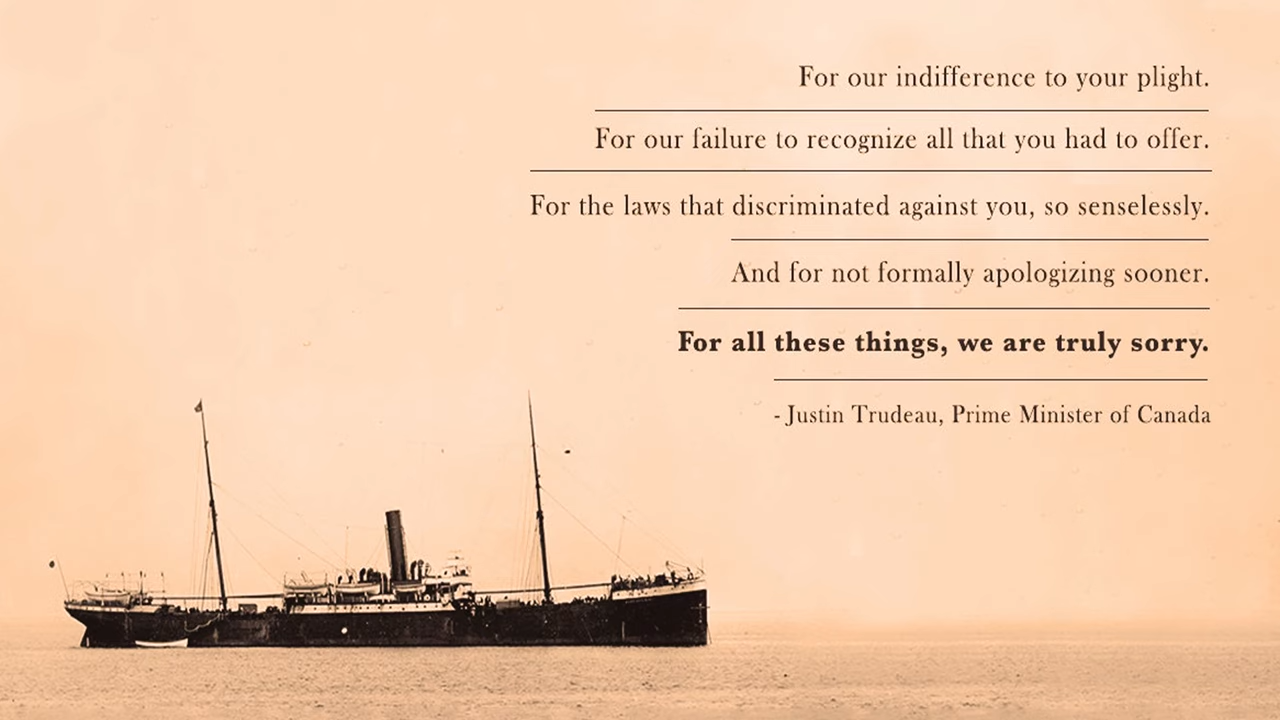 For our indifference to your plight.
For our failure to recognize all that you had to offer.
For the laws that discriminated against you, so senselessly.
And for not formally apologizing sooner.
For all these things, we are truly sorry.
- Justin Trudeau, Prime Minister of Canada